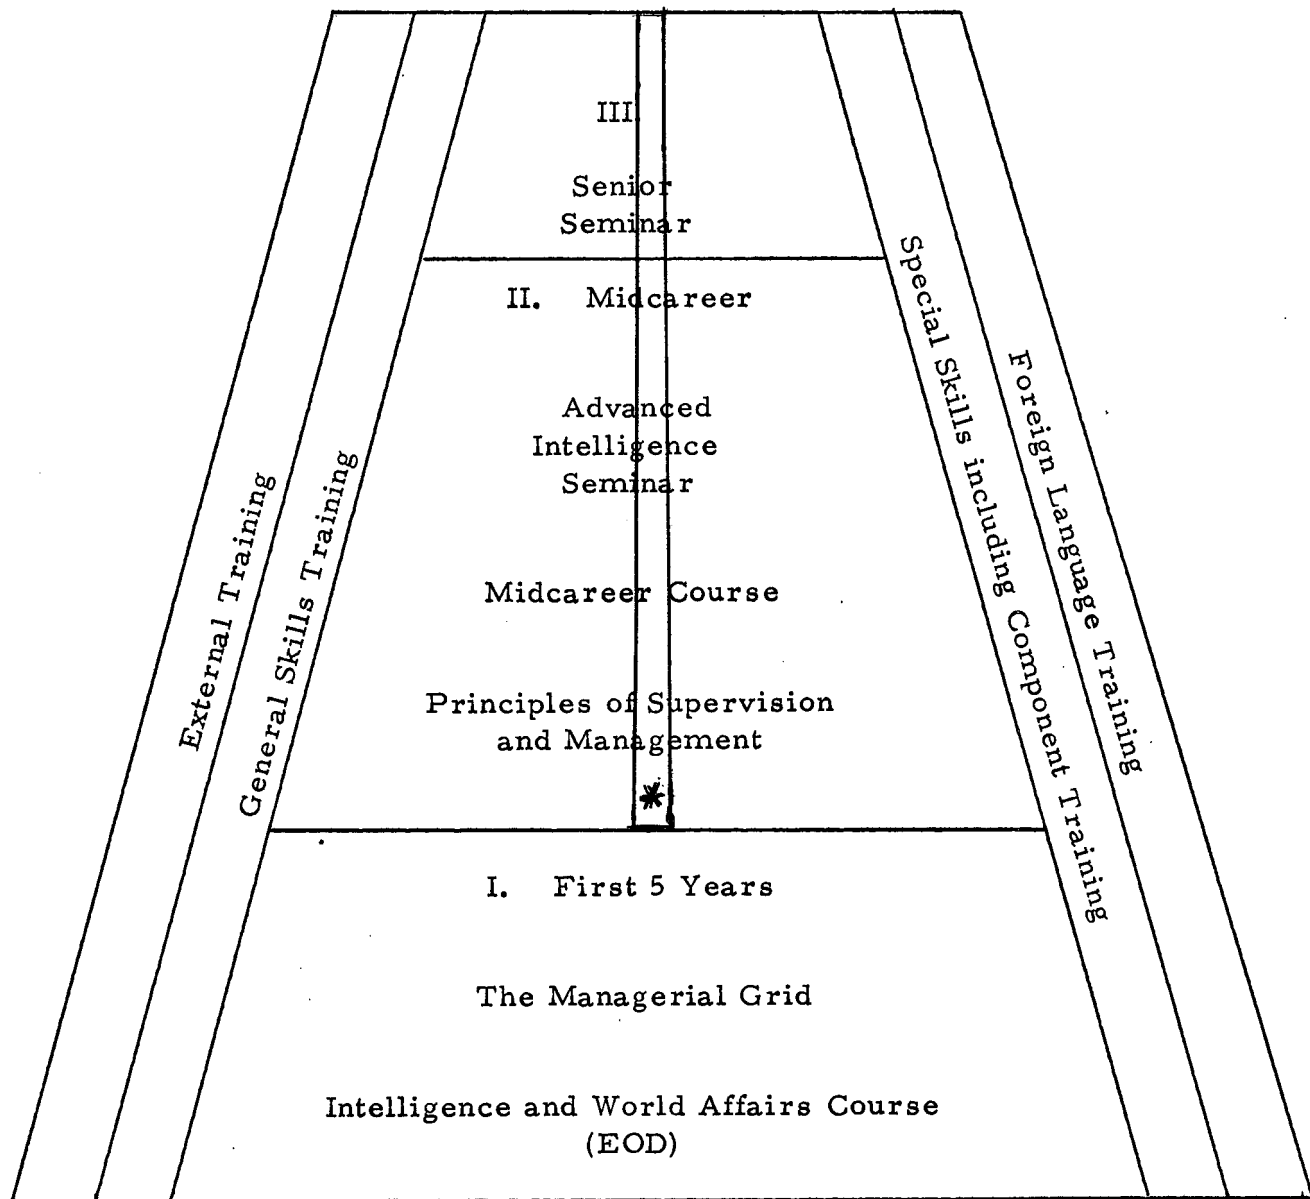 III
Senior
Seminar
II. Midcareer
Advanced
Intelligence
Seminar
Midcareer Course
Principles of Supervision
and Management
*
I. First 5 Years
The Managerial Grid
Intelligence and World Affairs Course
(EOD)
External Training
General Skills Training
Special Skills including Component Training
Foreign Language Training